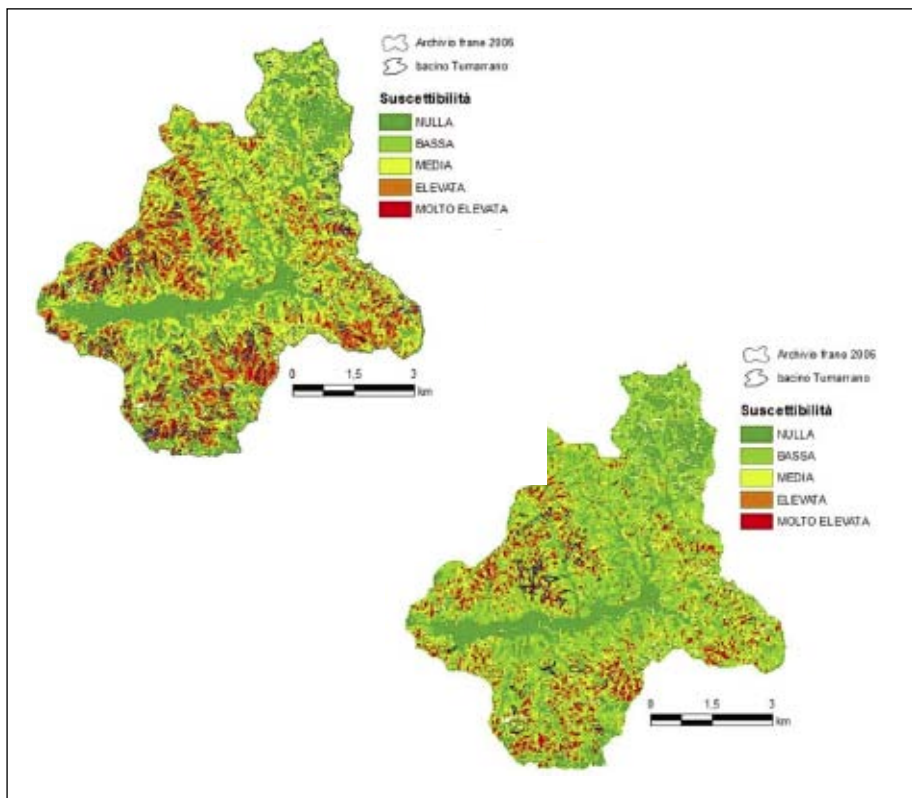 Archivio frane 2006
bacino Tumarrano
Suscettibilità
NULLA
BASSA
MEDIA
ELEVATA
MOLTO ELEVATA
0 1,5 3
km
Archivio frane 2006
bacino Tumarrano
Suscettibilità
NULLA
BASSA
MEDIA
ELEVATA
MOLTO ELEVATA
0 1,5 3
km